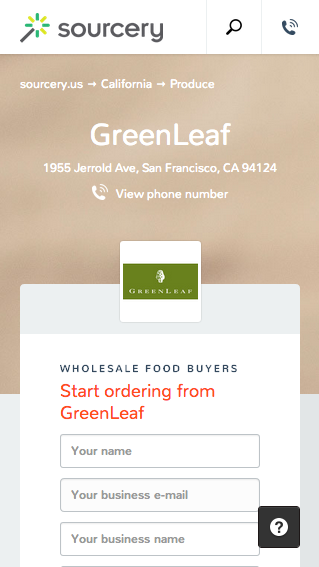 sourcery
sourcery.us → California → Produce
GreenLeaf
1955 Jerrold Ave, San Francisco, CA 94124
View phone number
GREENLEAF
WHOLESALE FOOD BUYERS
Start ordering from
GreenLeaf
Your name
Your business e-mail
Your business name
?